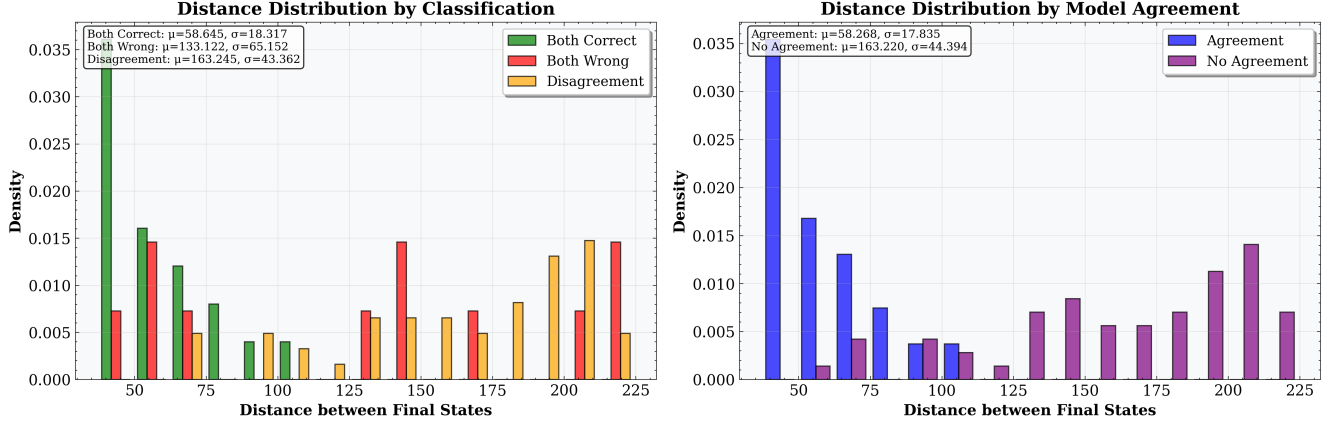 Distance Distribution by Classification
Both Correct: μ=58.645, σ=18.317
Both Wrong: μ=133.122, σ=65.152
Disagreement: μ=163.245, σ=43.362
Both Correct
Both Wrong
Disagreement
Density
0.035
0.030
0.025
0.020
0.015
0.010
0.005
0.000
50 75 100 125 150 175 200 225
Distance between Final States
Distance Distribution by Model Agreement
Agreement: μ=58.268, σ=17.835
No Agreement: μ=163.220, σ=44.394
Agreement
No Agreement
Density
0.035
0.030
0.025
0.020
0.015
0.010
0.005
0.000
50 75 100 125 150 175 200 225
Distance between Final States